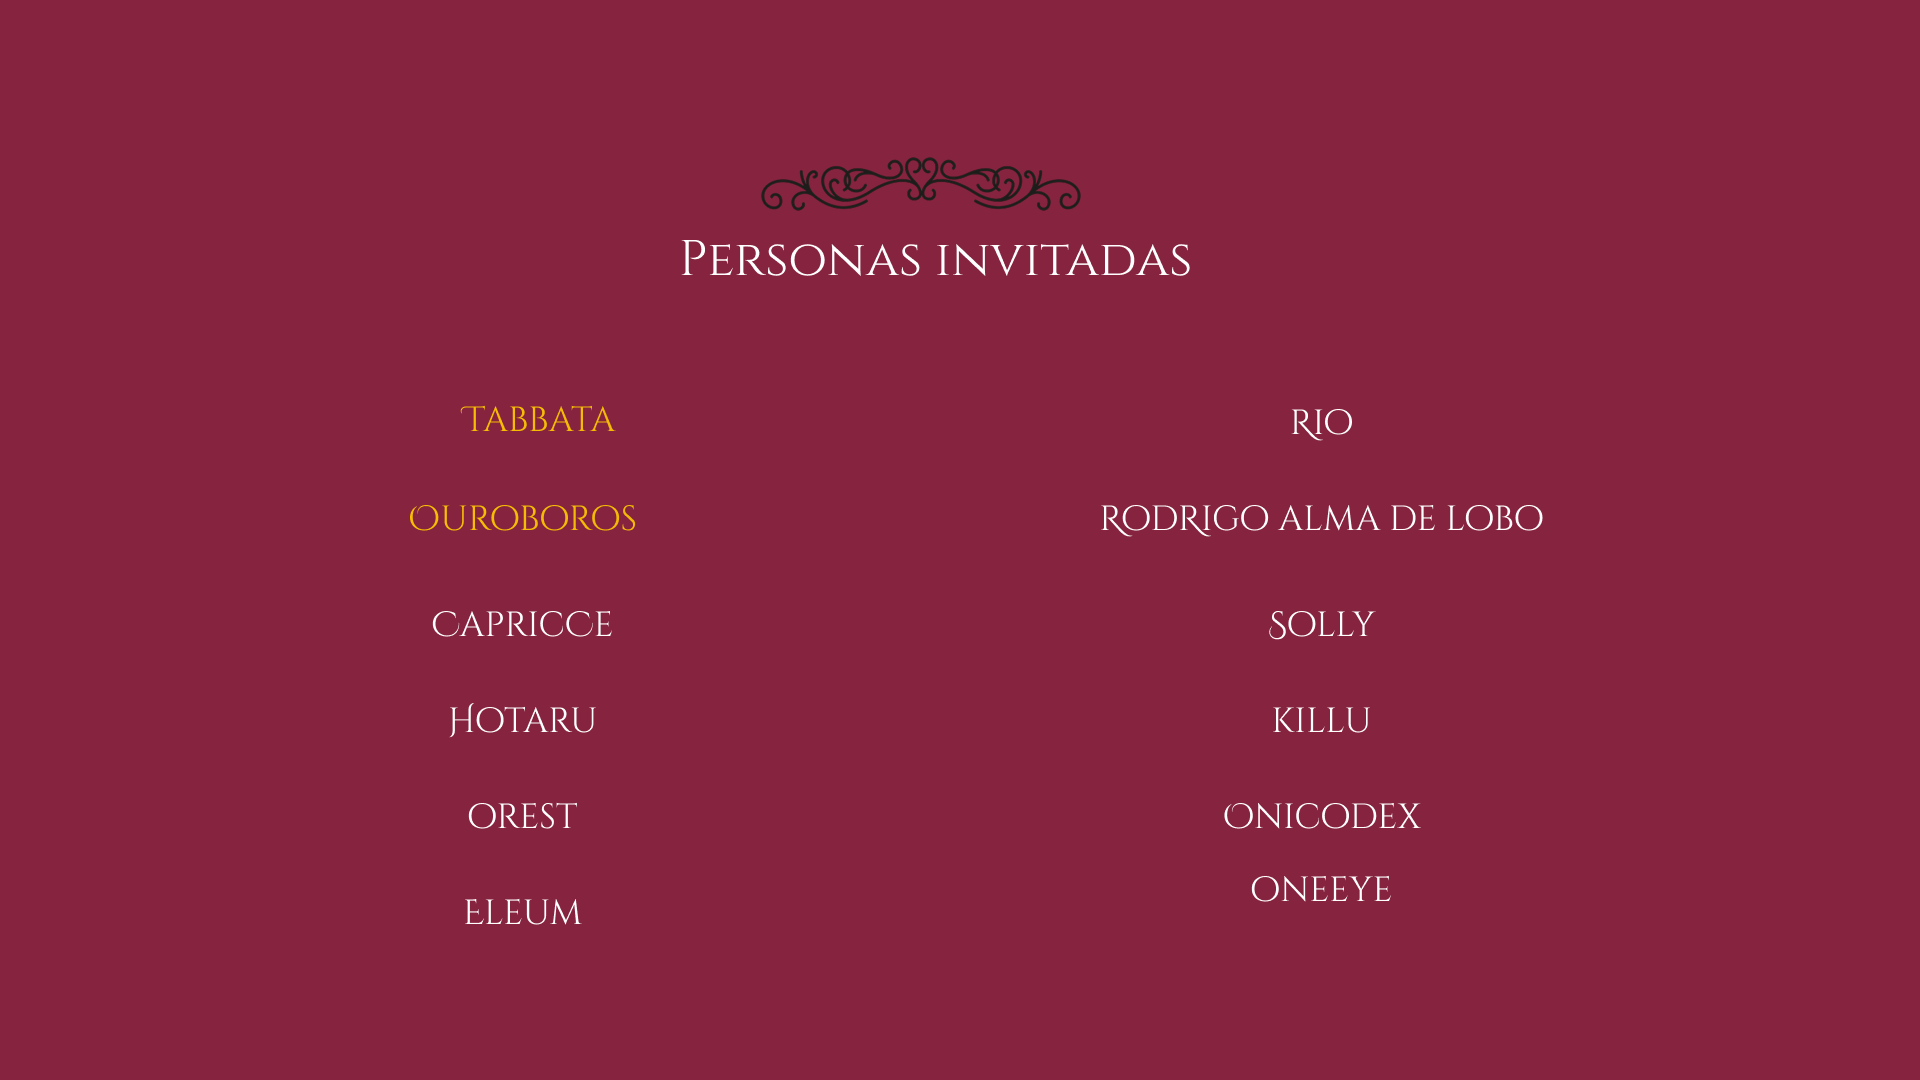 Personas invitadas
Tabbata
Ouroboros
Capricce
Hotaru
Orest
Eleum
Rio
Rodrigo alma de lobo
Solly
Killu
Onicodex
Oneeye